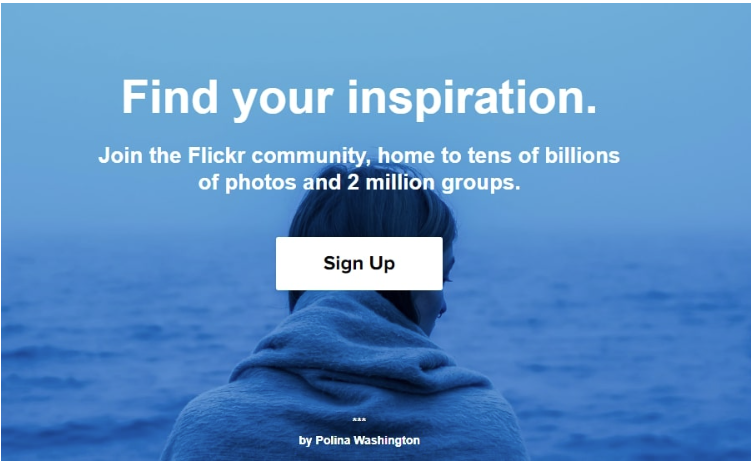 Find your inspiration.
Join the Flickr community, home to tens of billions
of photos and 2 million groups.
Sign Up
***
by Polina Washington